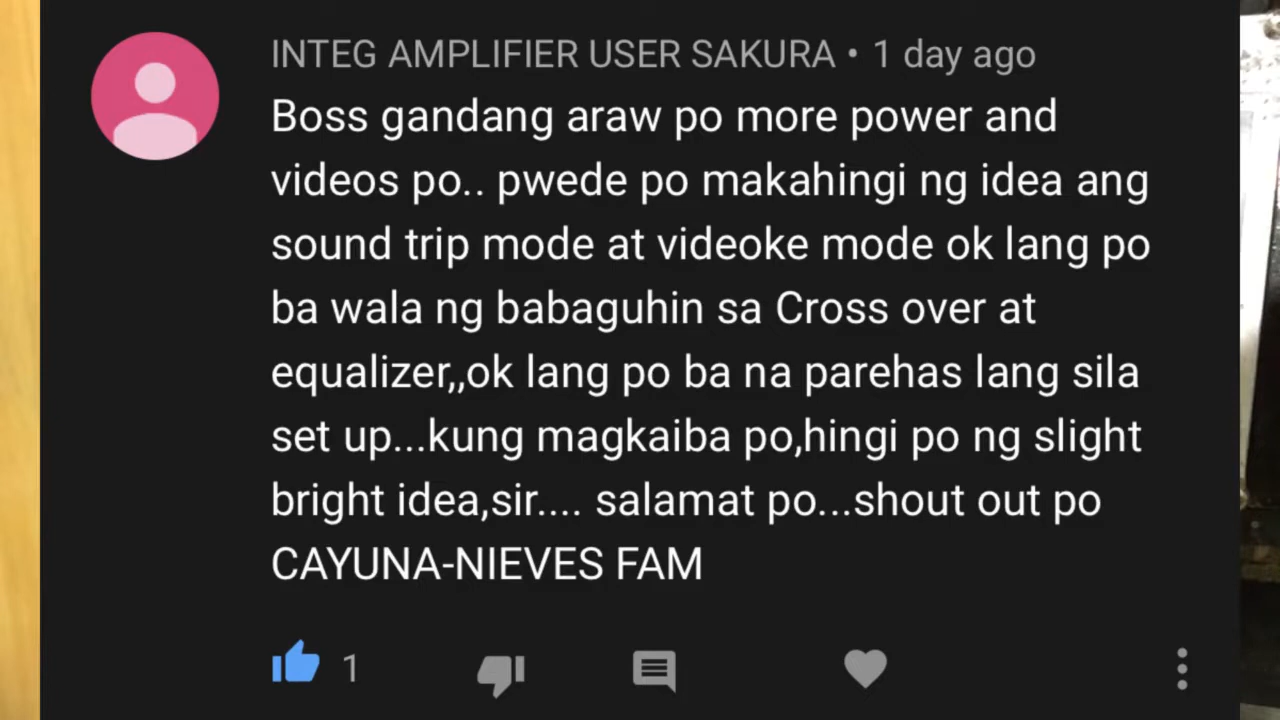 INTEG AMPLIFIER USER SAKURA • 1 day ago
Boss gandang araw po more power and
videos po.. pwede po makahingi ng idea ang
sound trip mode at videoke mode ok lang po
ba wala ng babaguhin sa Cross over at
equalizer,,ok lang po ba na parehas lang sila
set up...kung magkaiba po,hingi po ng slight
bright idea,sir.... salamat po...shout out po
CAYUNA-NIEVES FAM
1